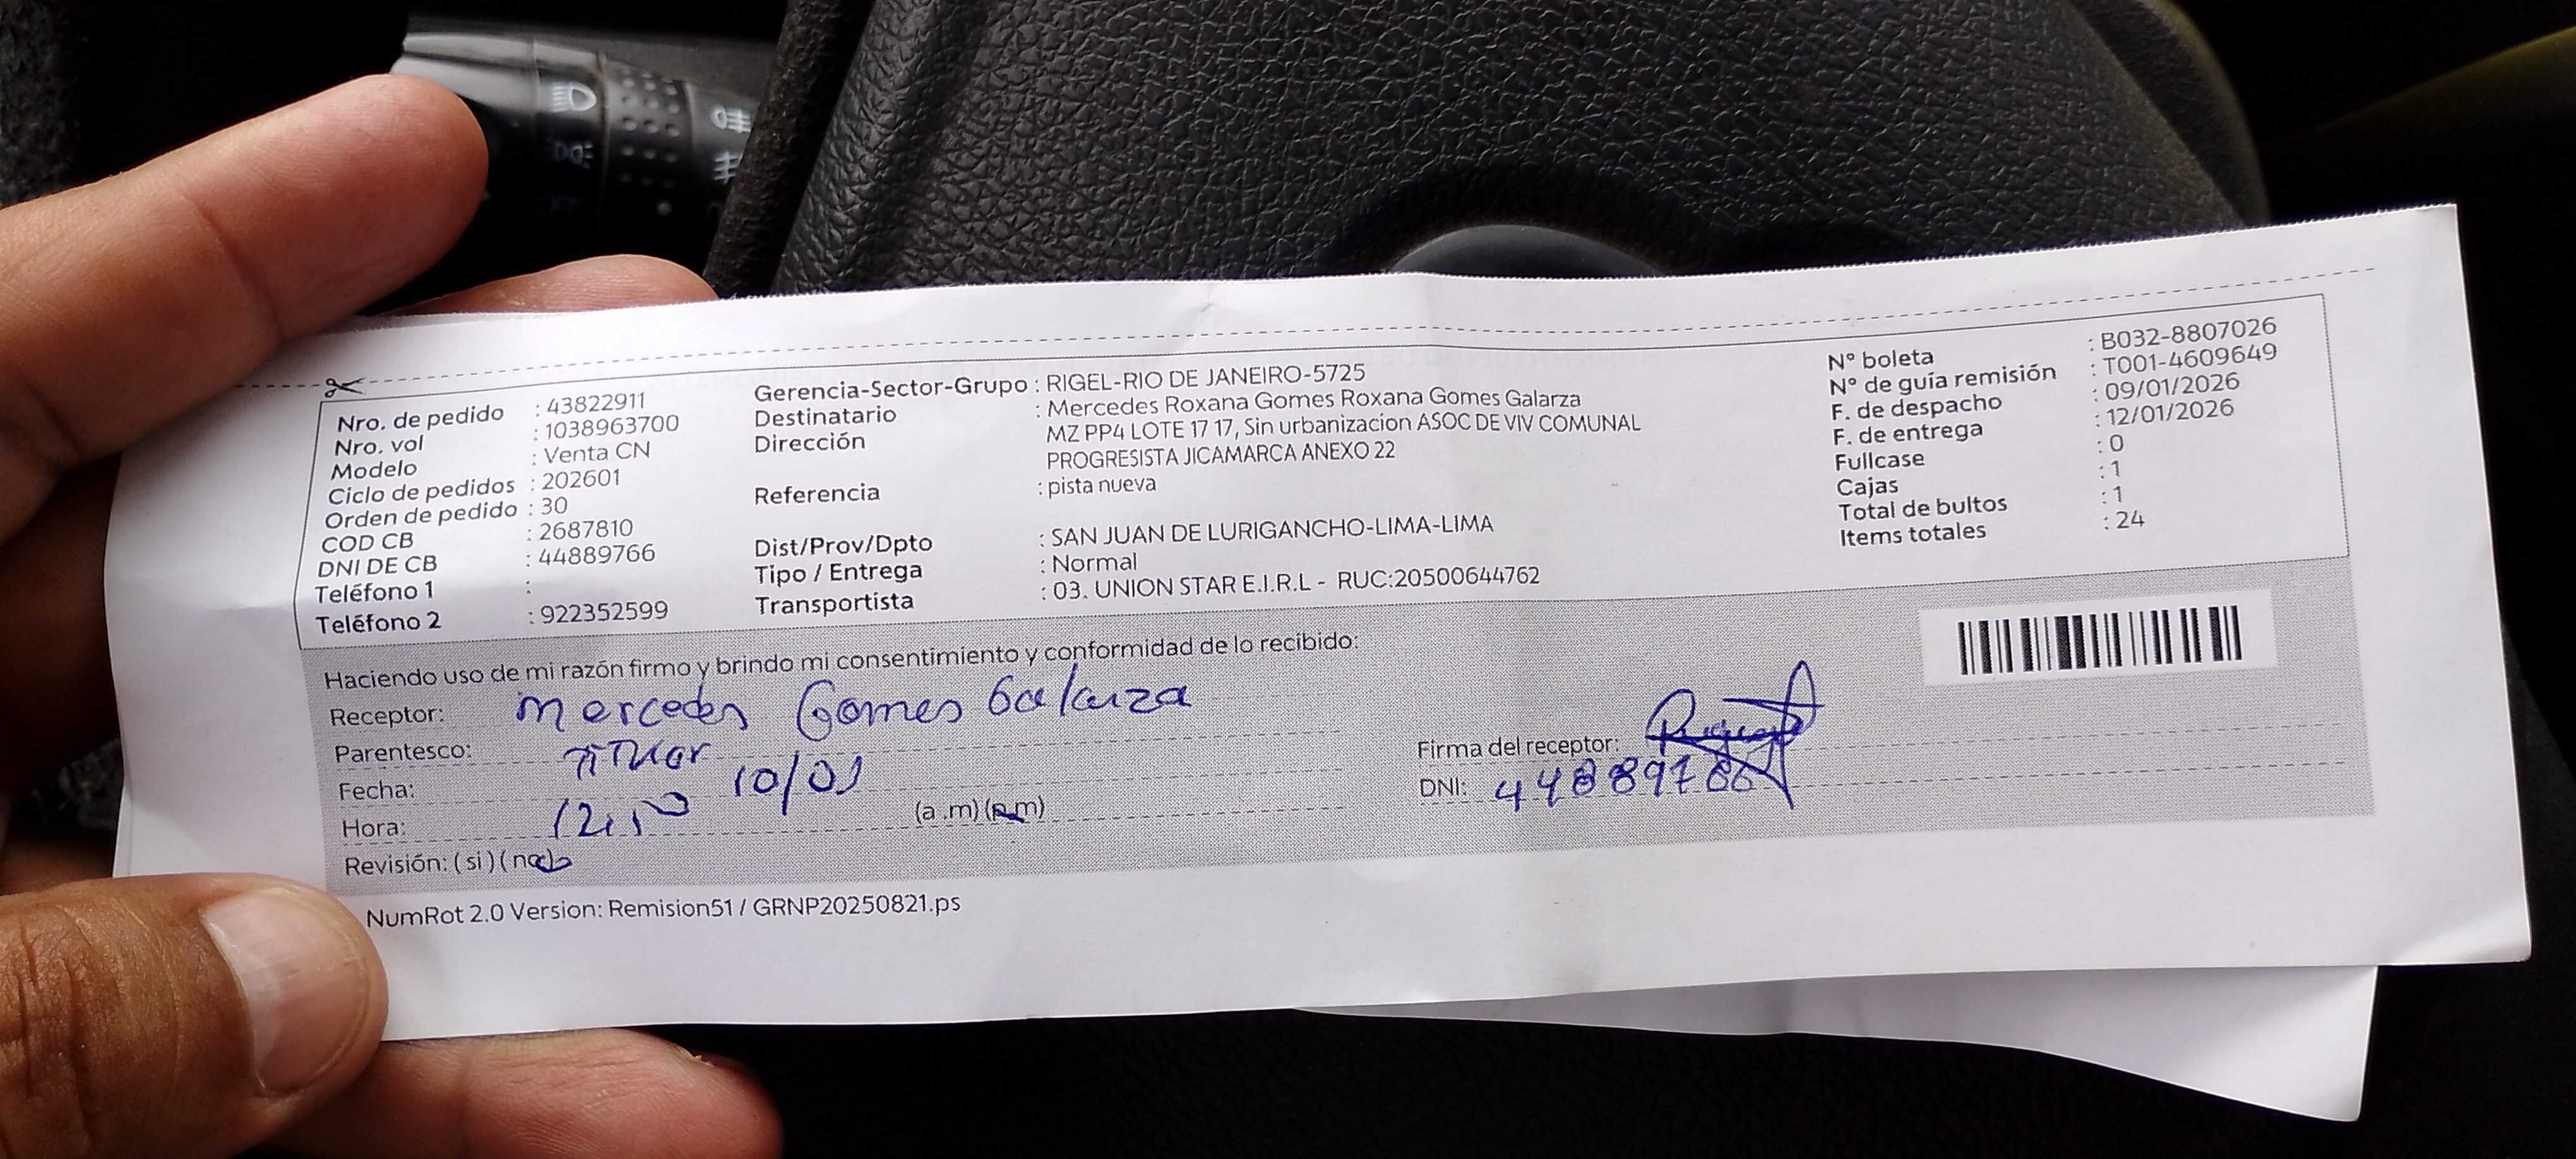 Nro. de pedido : 43822911
Nro. vol : 1038963700
Modelo : Venta CN
Ciclo de pedidos : 202601
Orden de pedido : 30
COD CB : 2687810
DNI DE CB : 44889766
Teléfono 1 :
Teléfono 2 : 922352599
Gerencia-Sector-Grupo : RIGEL-RIO DE JANEIRO-5725
Destinatario : Mercedes Roxana Gomes Roxana Gomes Galarza
Dirección MZ PP4 LOTE 17 17, Sin urbanizacion ASOC DE VIV COMUNAL
PROGRESISTA JICAMARCA ANEXO 22
Referencia : pista nueva
Dist/Prov/Dpto : SAN JUAN DE LURIGANCHO-LIMA-LIMA
Tipo / Entrega : Normal
Transportista : 03. UNION STAR E.I.R.L - RUC:20500644762
N° boleta : B032-8807026
N° de guía remisión : T001-4609649
F. de despacho : 09/01/2026
F. de entrega : 12/01/2026
Fullcase : 0
Cajas : 1
Total de bultos : 1
Items totales : 24
Haciendo uso de mi razón firmo y brindo mi consentimiento y conformidad de lo recibido:
Receptor: Mercedes Gomes Galarza
Parentesco: TiTular
Fecha: 10/01
Hora: (a .m) (p.m)
Revisión: ( si ) ( no )
Firma del receptor:
DNI: 44889766
NumRot 2.0 Version: Remision51 / GRNP20250821.ps